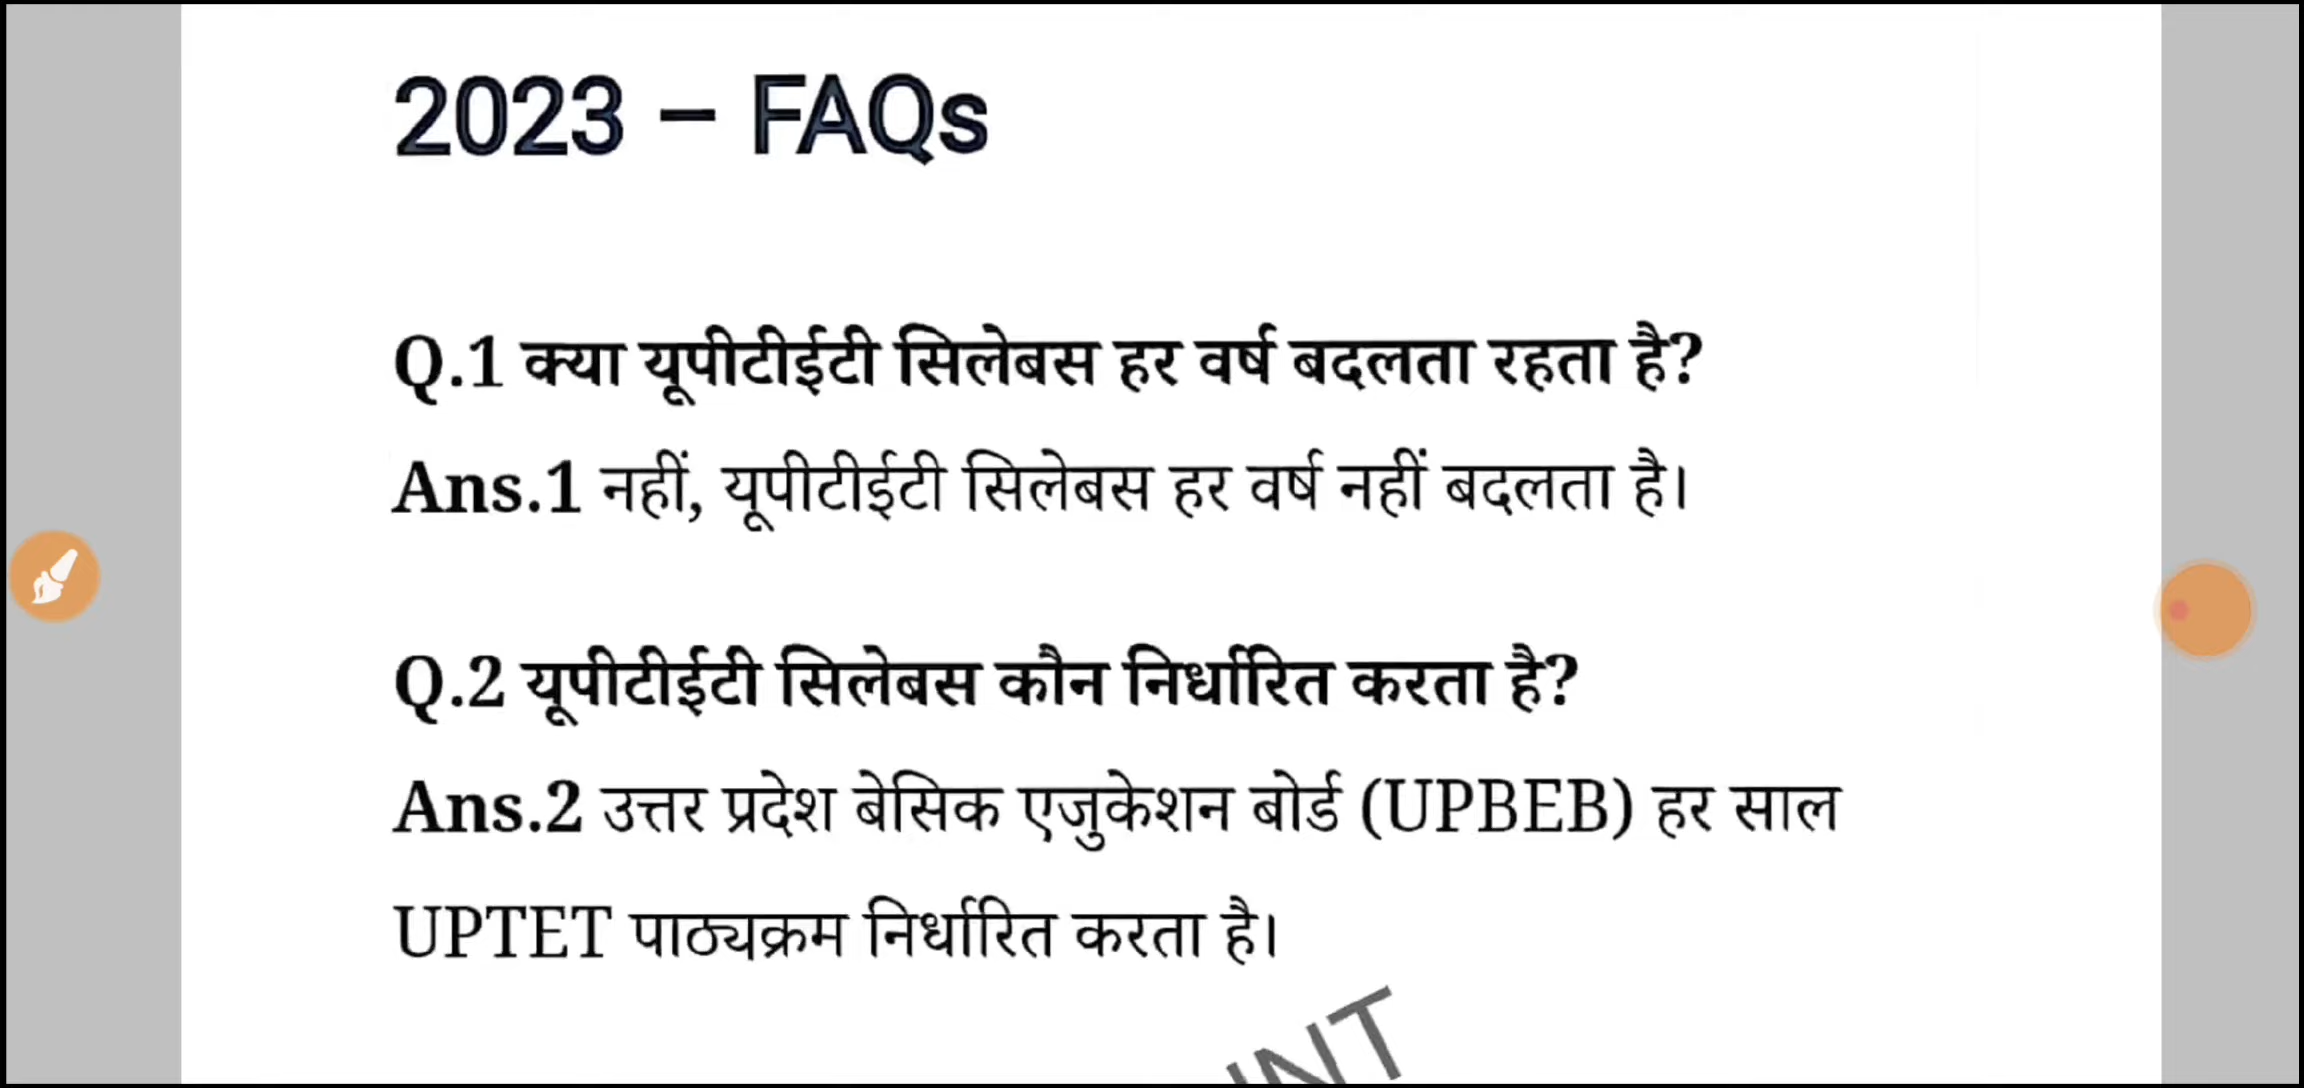 2023 – FAQs
Q.1 क्या यूपीटीईटी सिलेबस हर वर्ष बदलता रहता है?
Ans.1 नहीं, यूपीटीईटी सिलेबस हर वर्ष नहीं बदलता है।
Q.2 यूपीटीईटी सिलेबस कौन निर्धारित करता है?
Ans.2 उत्तर प्रदेश बेसिक एजुकेशन बोर्ड (UPBEB) हर साल
UPTET पाठ्यक्रम निर्धारित करता है।